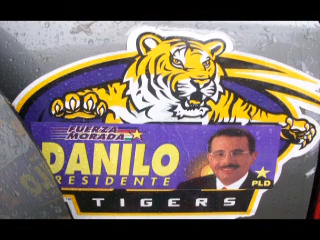 FUERZA
MORADA
DANILO
PRESIDENTE
PLD
TIGERS